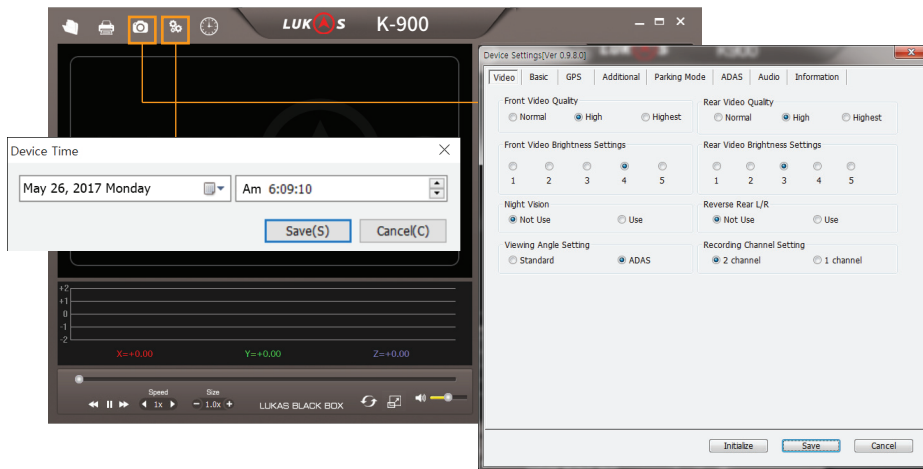 LUKAS K-900
Device Settings[Ver 0.9.8.0]
Video Basic GPS Additional Parking Mode ADAS Audio Information
Front Video Quality
Normal High Highest
Rear Video Quality
Normal High Highest
Front Video Brightness Settings
1 2 3 4 5
Rear Video Brightness Settings
1 2 3 4 5
Night Vision
Not Use Use
Reverse Rear L/R
Not Use Use
Viewing Angle Setting
Standard ADAS
Recording Channel Setting
2 channel 1 channel
Initialize Save Cancel
Device Time
May 26, 2017 Monday Am 6:09:10
Save(S) Cancel(C)
+2
+1
0
-1
-2
X=+0.00 Y=+0.00 Z=+0.00
Speed Size
1x 1.0x
LUKAS BLACK BOX